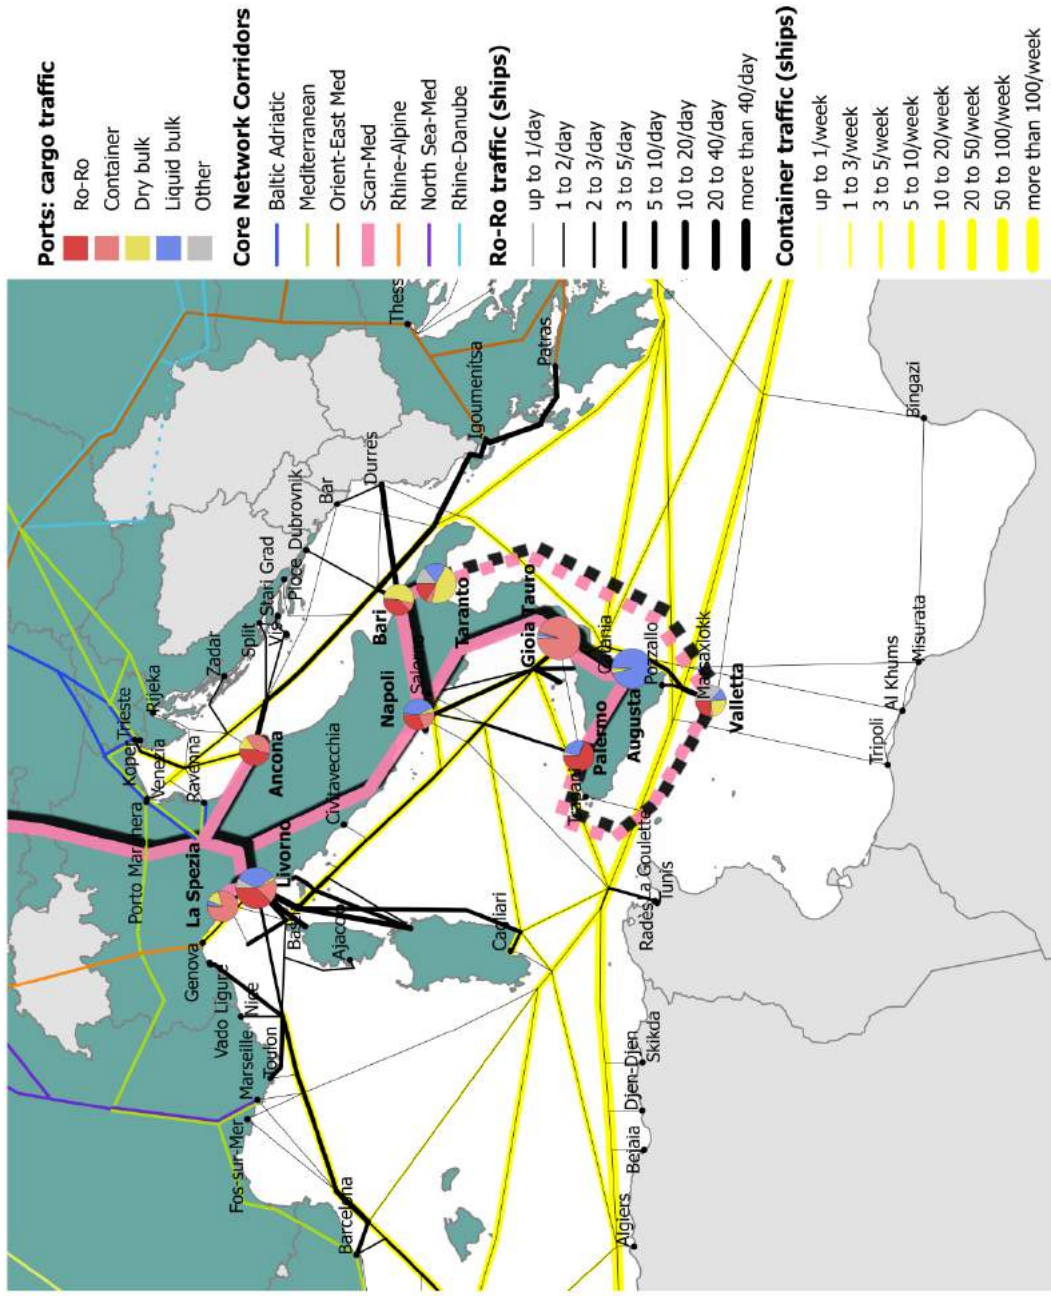 Koper
Trieste
Rijeka
Porto Marghera
Venezia
Ravenna
Zadar
Split
Stari Grad
Vis
Ploce
Dubrovnik
Bar
Durrës
Thess
Igoumenitsa
Patras
La Spezia
Genova
Vado Ligure
Nice
Marseille
Toulon
Fos-sur-Mer
Barcelona
Livorno
Ancona
Civitavecchia
Ajaccio
Bari
Napoli
Salerno
Taranto
Gioia Tauro
Cagliari
Catania
Palermo
Trapani
Augusta
Pozzallo
Marsaxlokk
Valletta
La Goulette
Radès
Tunis
Skikda
Djen-Djen
Bejaia
Algiers
Tripoli
Al Khums
Misurata
Bingazi
Ports: cargo traffic
Ro-Ro
Container
Dry bulk
Liquid bulk
Other
Core Network Corridors
Baltic Adriatic
Mediterranean
Orient-East Med
Scan-Med
Rhine-Alpine
North Sea-Med
Rhine-Danube
Ro-Ro traffic (ships)
up to 1/day
1 to 2/day
2 to 3/day
3 to 5/day
5 to 10/day
10 to 20/day
20 to 40/day
more than 40/day
Container traffic (ships)
up to 1/week
1 to 3/week
3 to 5/week
5 to 10/week
10 to 20/week
20 to 50/week
50 to 100/week
more than 100/week